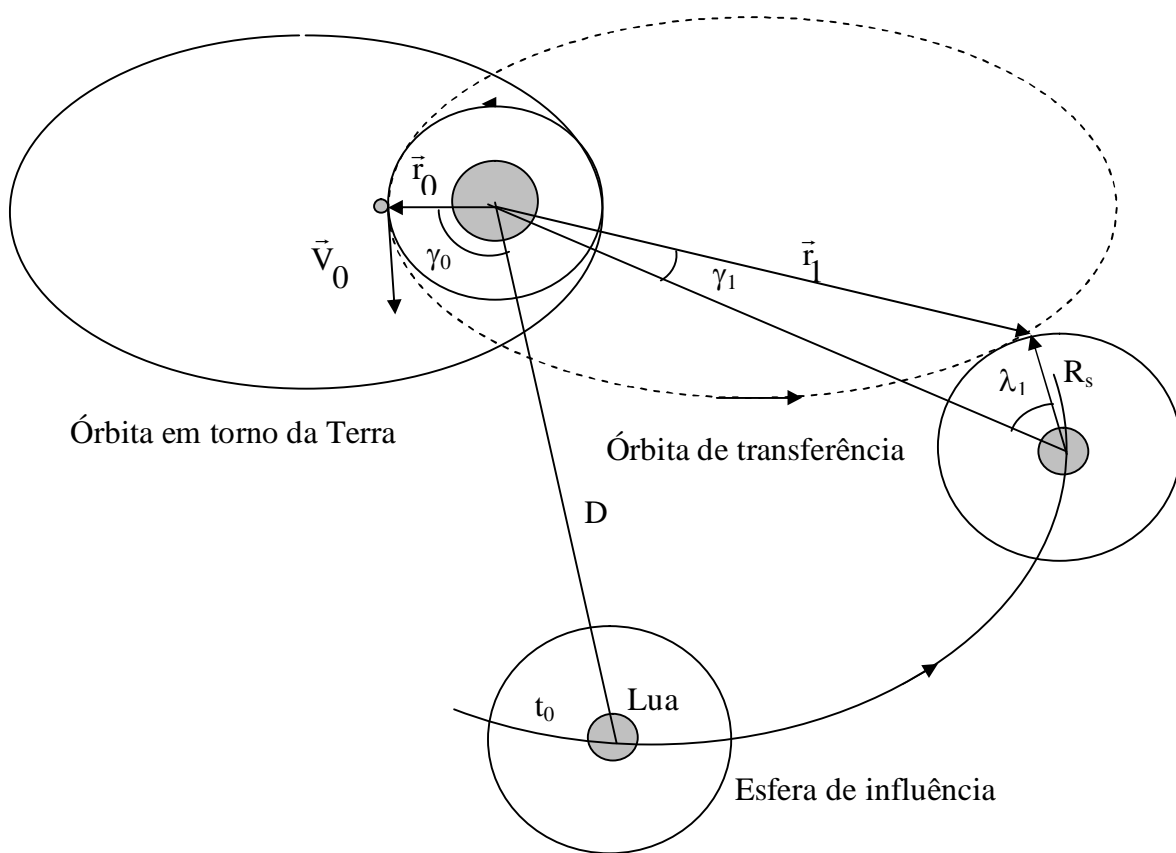 r⃗₀
V⃗₀
γ₀
γ₁
r⃗₁
λ₁
Rₛ
Órbita em torno da Terra
Órbita de transferência
D
t₀
Lua
Esfera de influência